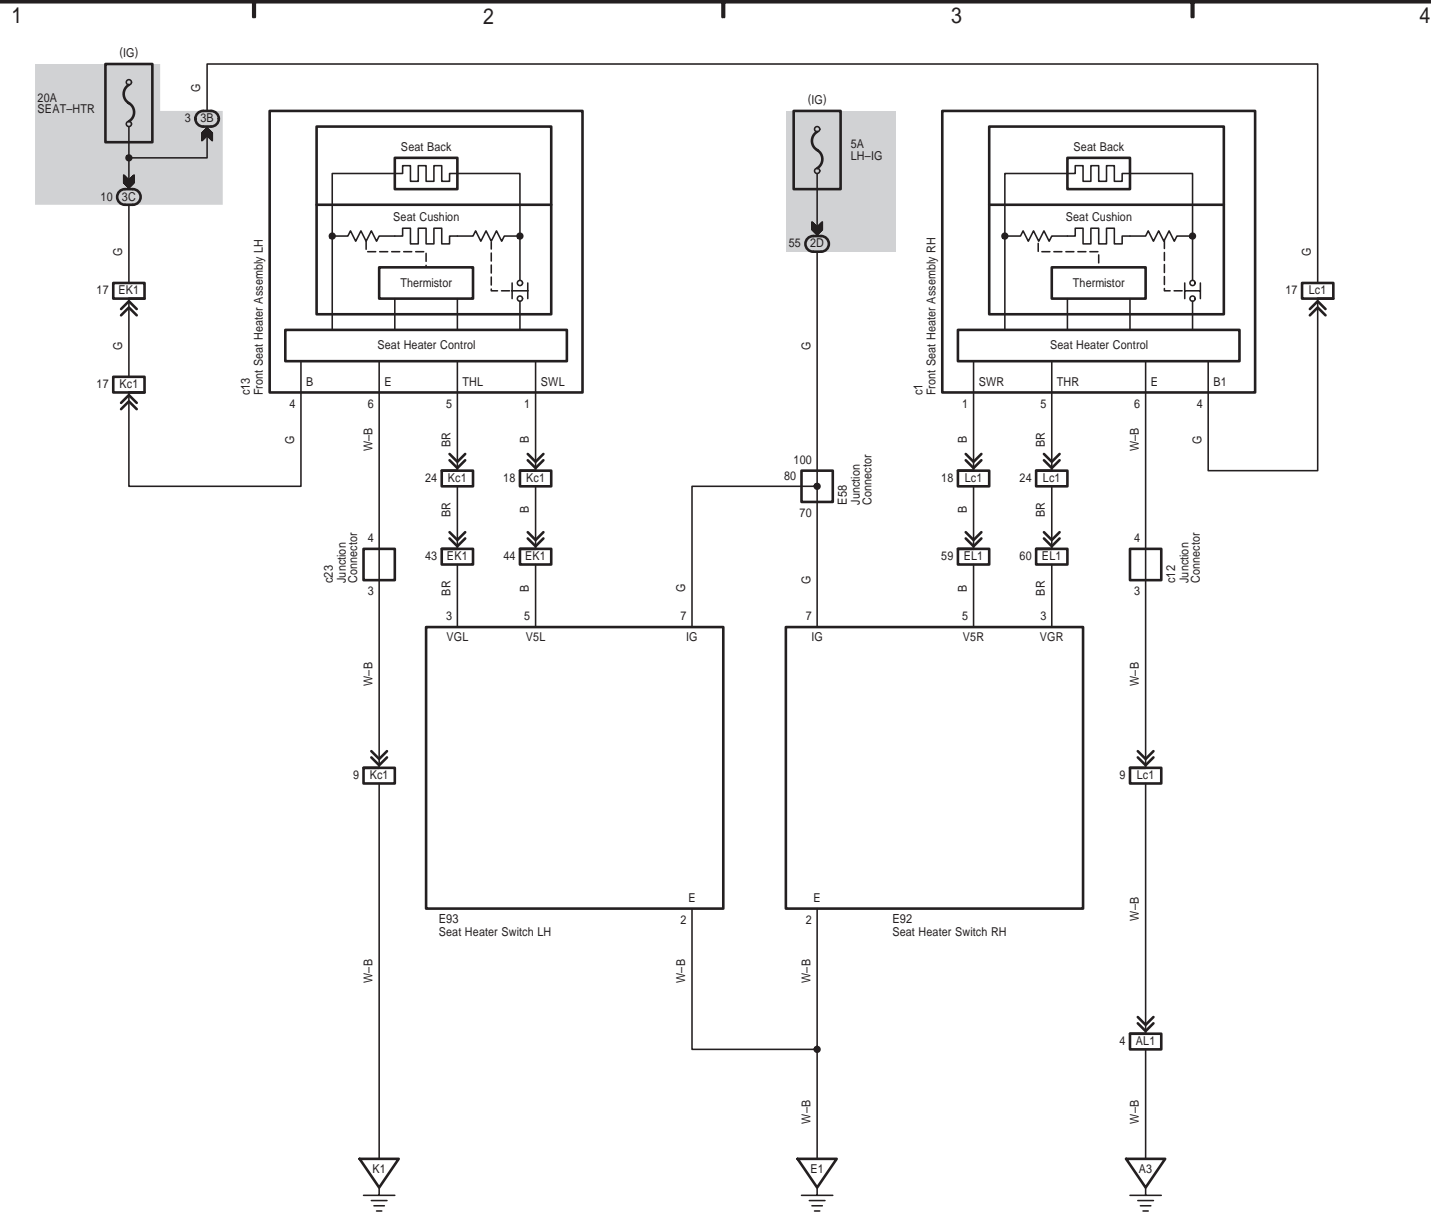 1
2
3
4
(IG)
20A
SEAT–HTR
G
3 3B
10 3C
(IG)
5A
LH–IG
55 2D
Seat Back
Seat Cushion
Thermistor
Seat Heater Control
c13
Front Seat Heater Assembly LH
B E THL SWL
4 6 5 1
Seat Back
Seat Cushion
Thermistor
Seat Heater Control
c1
Front Seat Heater Assembly RH
SWR THR E B1
1 5 6 4
G
17 EK1
G
17 Kc1
G
G
17 Lc1
G
G
W–B BR B
24 Kc1 18 Kc1
BR B
43 EK1 44 EK1
BR B
100
80
70
E58
Junction
Connector
B BR W–B
18 Lc1 24 Lc1
B BR
59 EL1 60 EL1
B BR
4
3
c23
Junction
Connector
4
3
c12
Junction
Connector
G G
3 5 7
VGL V5L IG
7 5 3
IG V5R VGR
W–B
9 Kc1
W–B
W–B
9 Lc1
W–B
E
2
E93
Seat Heater Switch LH
E
2
E92
Seat Heater Switch RH
W–B W–B
4 AL1
W–B W–B
K1 E1 A3